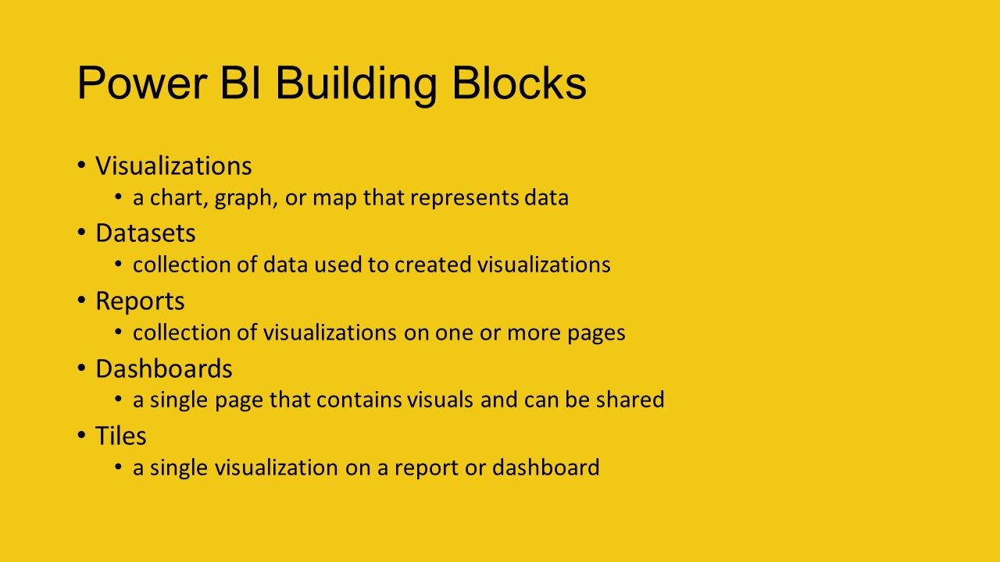 Power BI Building Blocks
• Visualizations
• a chart, graph, or map that represents data
• Datasets
• collection of data used to created visualizations
• Reports
• collection of visualizations on one or more pages
• Dashboards
• a single page that contains visuals and can be shared
• Tiles
• a single visualization on a report or dashboard